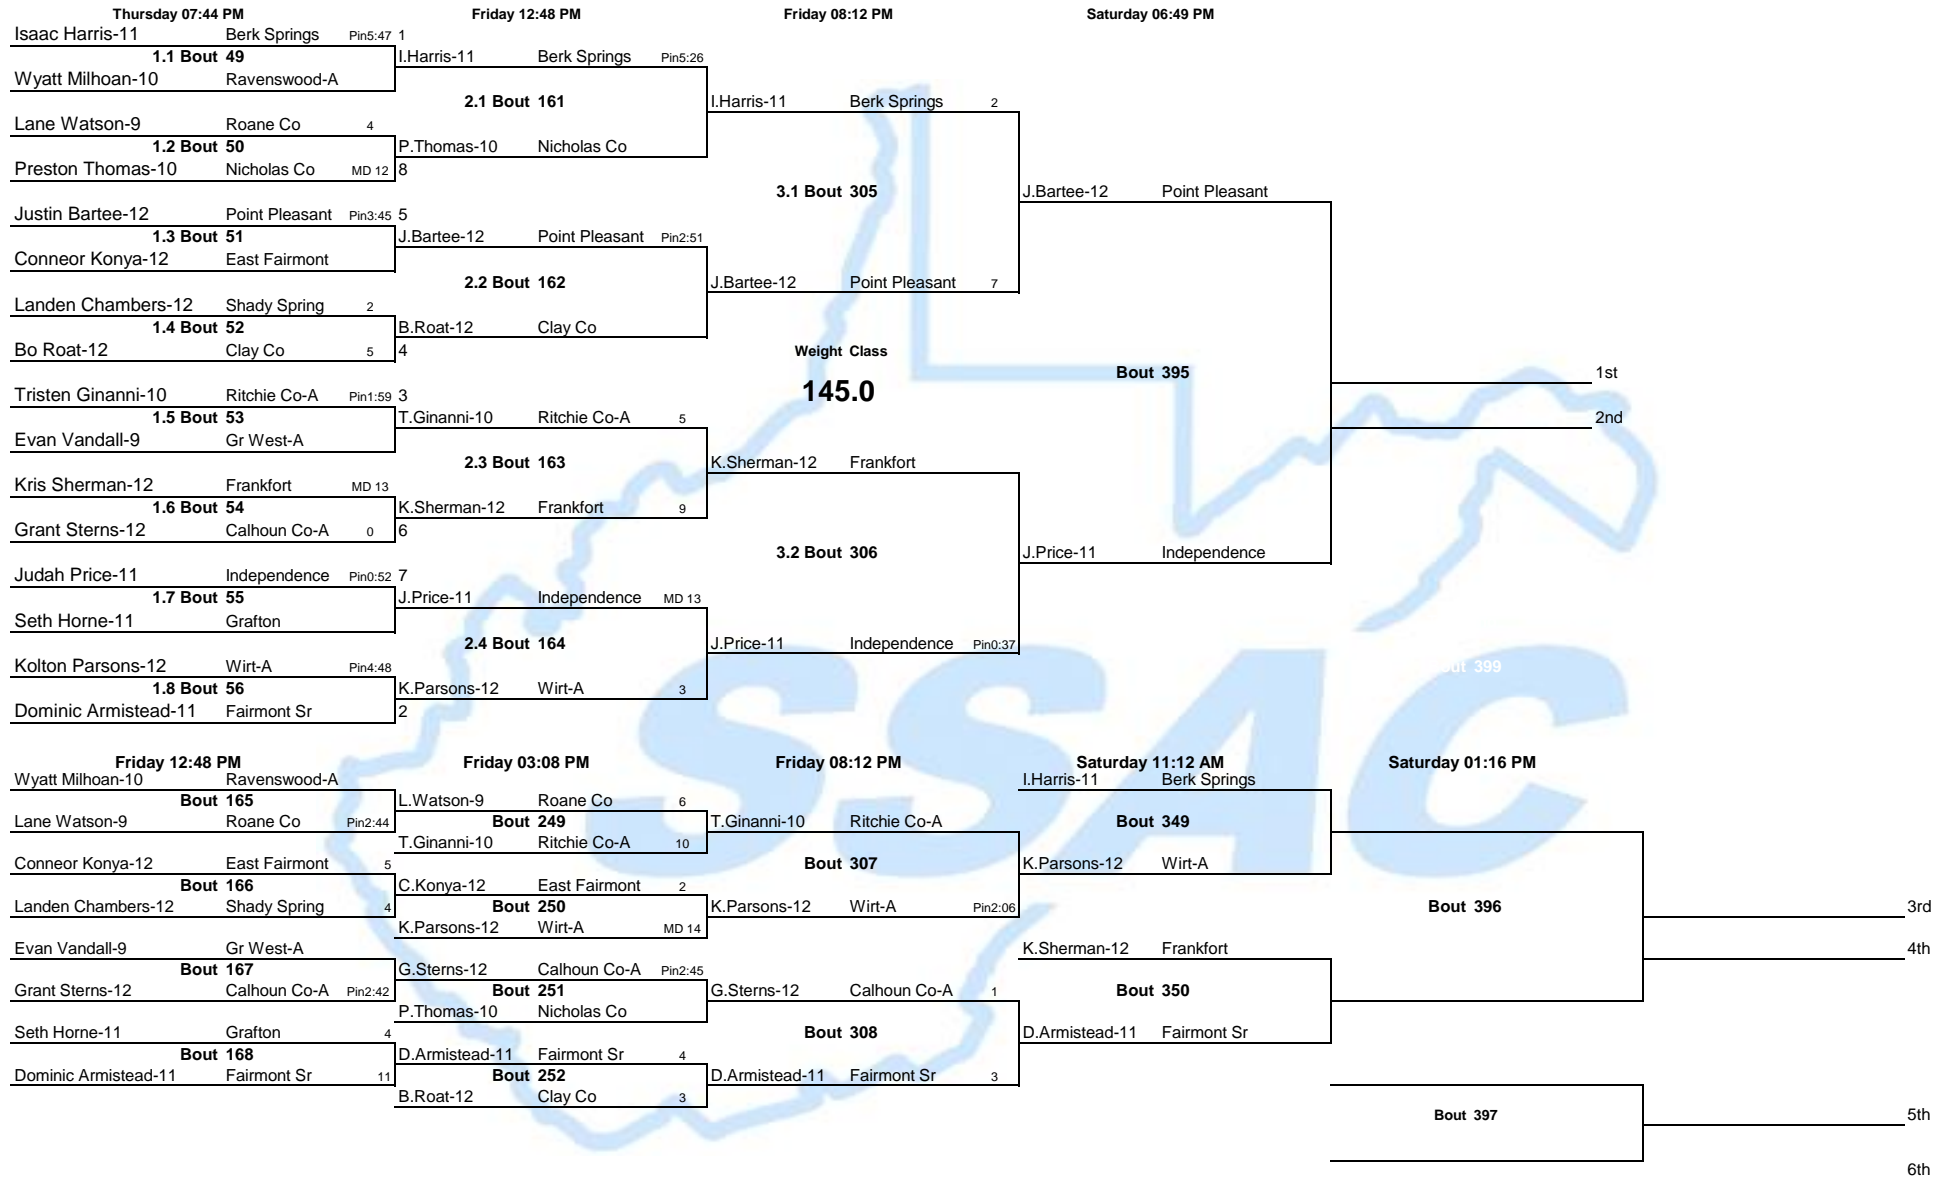 Thursday 07:44 PM Friday 12:48 PM Friday 08:12 PM Saturday 06:49 PM
Isaac Harris-11 Berk Springs Pin5:47 1
1.1 Bout 49 I.Harris-11 Berk Springs Pin5:26
Wyatt Milhoan-10 Ravenswood-A
2.1 Bout 161 I.Harris-11 Berk Springs 2
Lane Watson-9 Roane Co 4
1.2 Bout 50 P.Thomas-10 Nicholas Co
Preston Thomas-10 Nicholas Co MD 12 8
3.1 Bout 305 J.Bartee-12 Point Pleasant
Justin Bartee-12 Point Pleasant Pin3:45 5
1.3 Bout 51 J.Bartee-12 Point Pleasant Pin2:51
Conneor Konya-12 East Fairmont
2.2 Bout 162 J.Bartee-12 Point Pleasant 7
Landen Chambers-12 Shady Spring 2
1.4 Bout 52 B.Roat-12 Clay Co
Bo Roat-12 Clay Co 5 4 Weight Class
Bout 395 1st
Tristen Ginanni-10 Ritchie Co-A Pin1:59 3 145.0
1.5 Bout 53 T.Ginanni-10 Ritchie Co-A 5 2nd
Evan Vandall-9 Gr West-A
2.3 Bout 163 K.Sherman-12 Frankfort
Kris Sherman-12 Frankfort MD 13
1.6 Bout 54 K.Sherman-12 Frankfort 9
Grant Sterns-12 Calhoun Co-A 0 6
3.2 Bout 306 J.Price-11 Independence
Judah Price-11 Independence Pin0:52 7
1.7 Bout 55 J.Price-11 Independence MD 13
Seth Horne-11 Grafton
2.4 Bout 164 J.Price-11 Independence Pin0:37
Kolton Parsons-12 Wirt-A Pin4:48 399
1.8 Bout 56 K.Parsons-12 Wirt-A 3
Dominic Armistead-11 Fairmont Sr 2
SSAC
Friday 12:48 PM Friday 03:08 PM Friday 08:12 PM Saturday 11:12 AM Saturday 01:16 PM
Wyatt Milhoan-10 Ravenswood-A I.Harris-11 Berk Springs
Bout 165 L.Watson-9 Roane Co 6
Lane Watson-9 Roane Co Pin2:44 Bout 249 T.Ginanni-10 Ritchie Co-A Bout 349
T.Ginanni-10 Ritchie Co-A 10
Conneor Konya-12 East Fairmont 5 Bout 307 K.Parsons-12 Wirt-A
Bout 166 C.Konya-12 East Fairmont 2
Landen Chambers-12 Shady Spring 4 Bout 250 K.Parsons-12 Wirt-A Pin2:06 Bout 396 3rd
K.Parsons-12 Wirt-A MD 14
Evan Vandall-9 Gr West-A K.Sherman-12 Frankfort 4th
Bout 167 G.Sterns-12 Calhoun Co-A Pin2:45
Grant Sterns-12 Calhoun Co-A Pin2:42 Bout 251 G.Sterns-12 Calhoun Co-A 1 Bout 350
P.Thomas-10 Nicholas Co
Seth Horne-11 Grafton 4 Bout 308 D.Armistead-11 Fairmont Sr
Bout 168 D.Armistead-11 Fairmont Sr 4
Dominic Armistead-11 Fairmont Sr 11 Bout 252 D.Armistead-11 Fairmont Sr 3
B.Roat-12 Clay Co 3
Bout 397 5th
6th